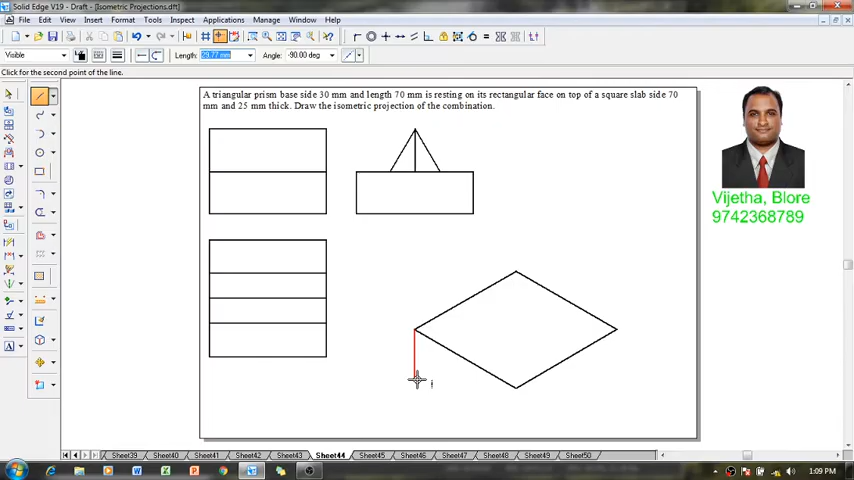 Solid Edge V19 - Draft - [Isometric Projections.dft]
File Edit View Insert Format Tools Inspect Applications Manage Window Help
Visible Length: 29.77 mm Angle: -90.00 deg
Click for the second point of the line.
A triangular prism base side 30 mm and length 70 mm is resting on its rectangular face on top of a square slab side 70
mm and 25 mm thick. Draw the isometric projection of the combination.
Vijetha, Blore
9742368789
Sheet39 Sheet40 Sheet41 Sheet42 Sheet43 Sheet44 Sheet45 Sheet46 Sheet47 Sheet48 Sheet49 Sheet50
1:09 PM